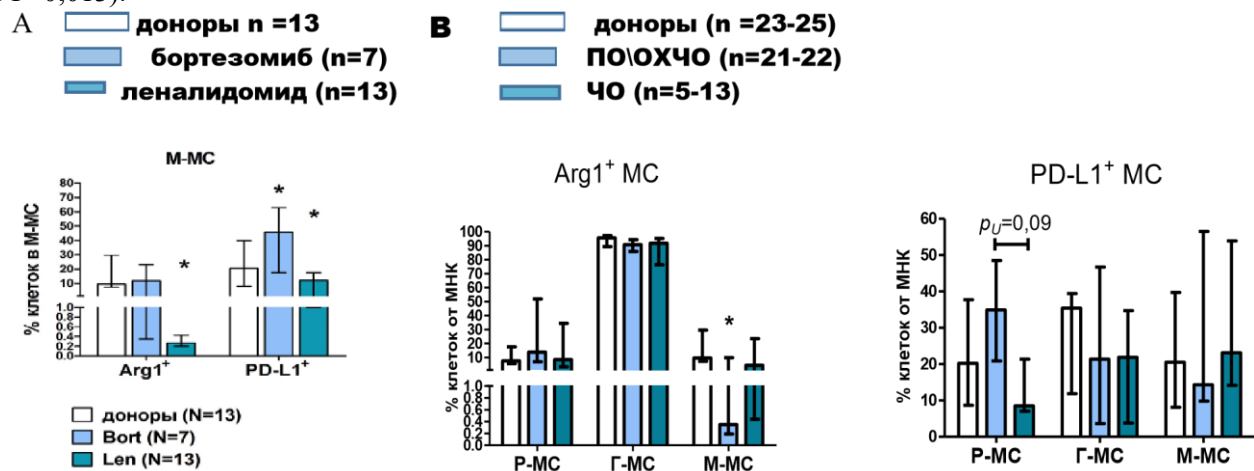 А
доноры n =13
бортезомиб (n=7)
леналидомид (n=13)
В
доноры (n =23-25)
ПО\ОХЧО (n=21-22)
ЧО (n=5-13)
М-МС
% клеток в М-МС
80
70
60
50
40
30
20
10
1.0
0.8
0.6
0.4
0.2
0.0
*
*
*
Arg1⁺ PD-L1⁺
доноры (N=13)
Bort (N=7)
Len (N=13)
Arg1⁺ МС
% клеток от МНК
100
90
80
70
60
50
40
30
20
10
1.0
0.8
0.6
0.4
0.2
0.0
*
Р-МС Г-МС М-МС
PD-L1⁺ МС
% клеток от МНК
60
50
40
30
20
10
0
pU=0,09
Р-МС Г-МС М-МС